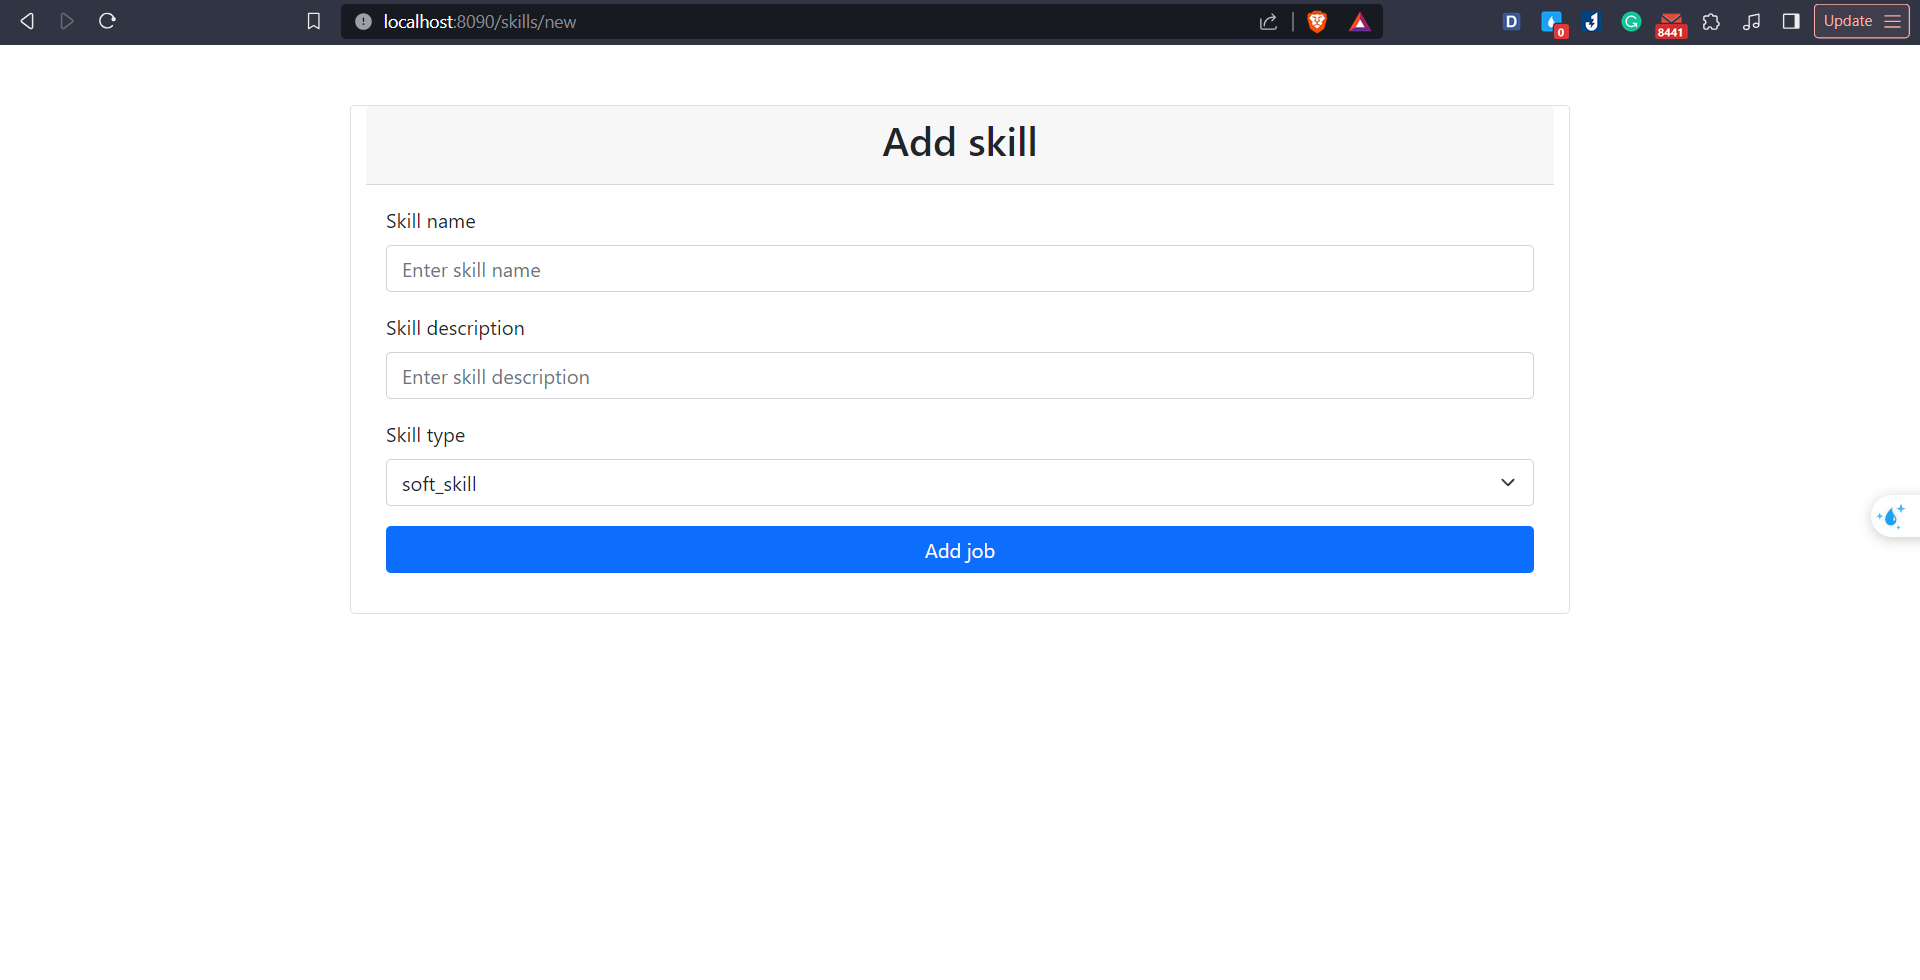 localhost:8090/skills/new
D
0
G
8441
Update
Add skill
Skill name
Enter skill name
Skill description
Enter skill description
Skill type
soft_skill
Add job